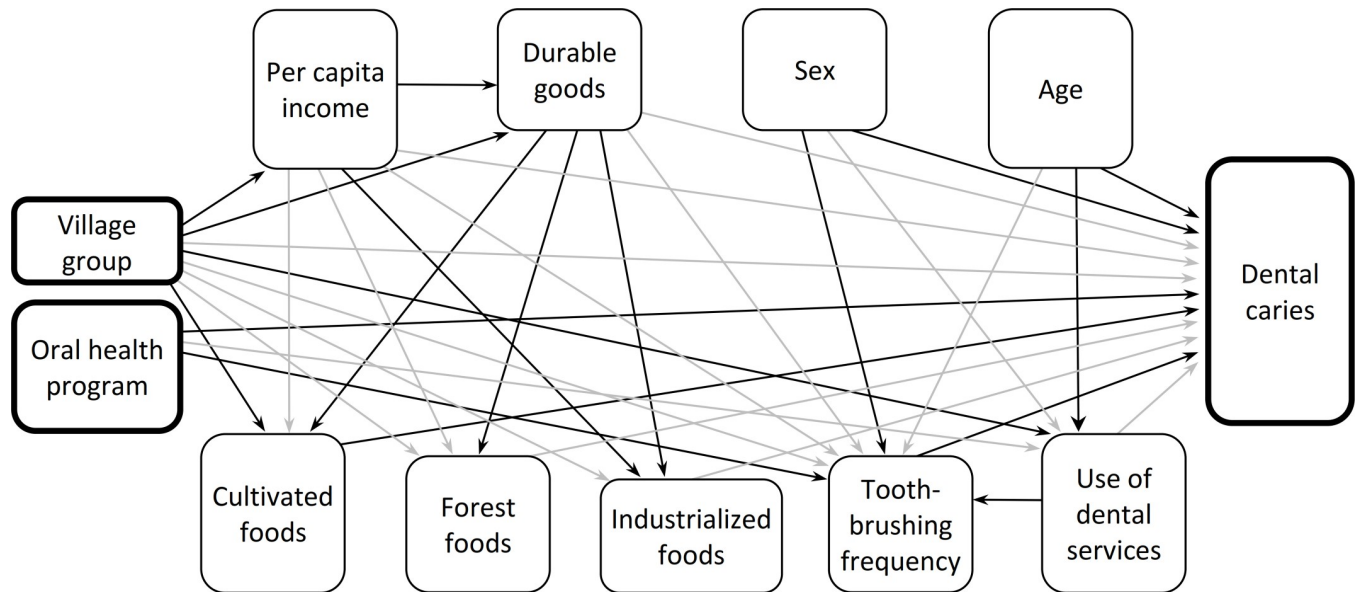 Per capita
income
Durable
goods
Sex
Age
Village
group
Oral health
program
Dental
caries
Cultivated
foods
Forest
foods
Industrialized
foods
Tooth-
brushing
frequency
Use of
dental
services